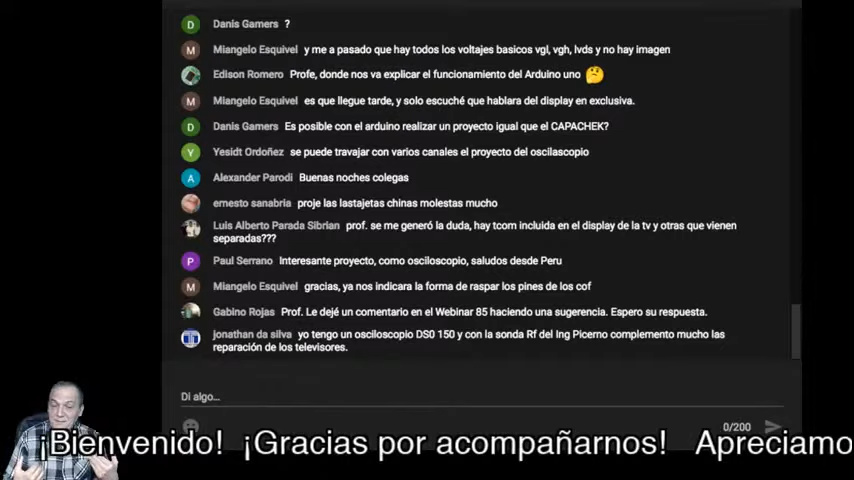 D Danis Gamers ?
M Miangelo Esquivel y me a pasado que hay todos los voltajes basicos vgl, vgh, lvds y no hay imagen
Edison Romero Profe, donde nos va explicar el funcionamiento del Arduino uno 🤔
M Miangelo Esquivel es que llegue tarde, y solo escuché que hablara del display en exclusiva.
D Danis Gamers Es posible con el arduino realizar un proyecto igual que el CAPACHEK?
Y Yesidt Ordoñez se puede travajar con varios canales el proyecto del oscilascopio
A Alexander Parodi Buenas noches colegas
ernesto sanabria proje las lastajetas chinas molestas mucho
Luis Alberto Parada Sibrian prof. se me generó la duda, hay tcom incluida en el display de la tv y otras que vienen
separadas???
P Paul Serrano Interesante proyecto, como osciloscopio, saludos desde Peru
M Miangelo Esquivel gracias, ya nos indicara la forma de raspar los pines de los cof
Gabino Rojas Prof. Le dejé un comentario en el Webinar 85 haciendo una sugerencia. Espero su respuesta.
jonathan da silva yo tengo un osciloscopio DS0 150 y con la sonda Rf del Ing Picerno complemento mucho las
reparación de los televisores.
Di algo...
0/200
¡Bienvenido! ¡Gracias por acompañarnos! Apreciamo